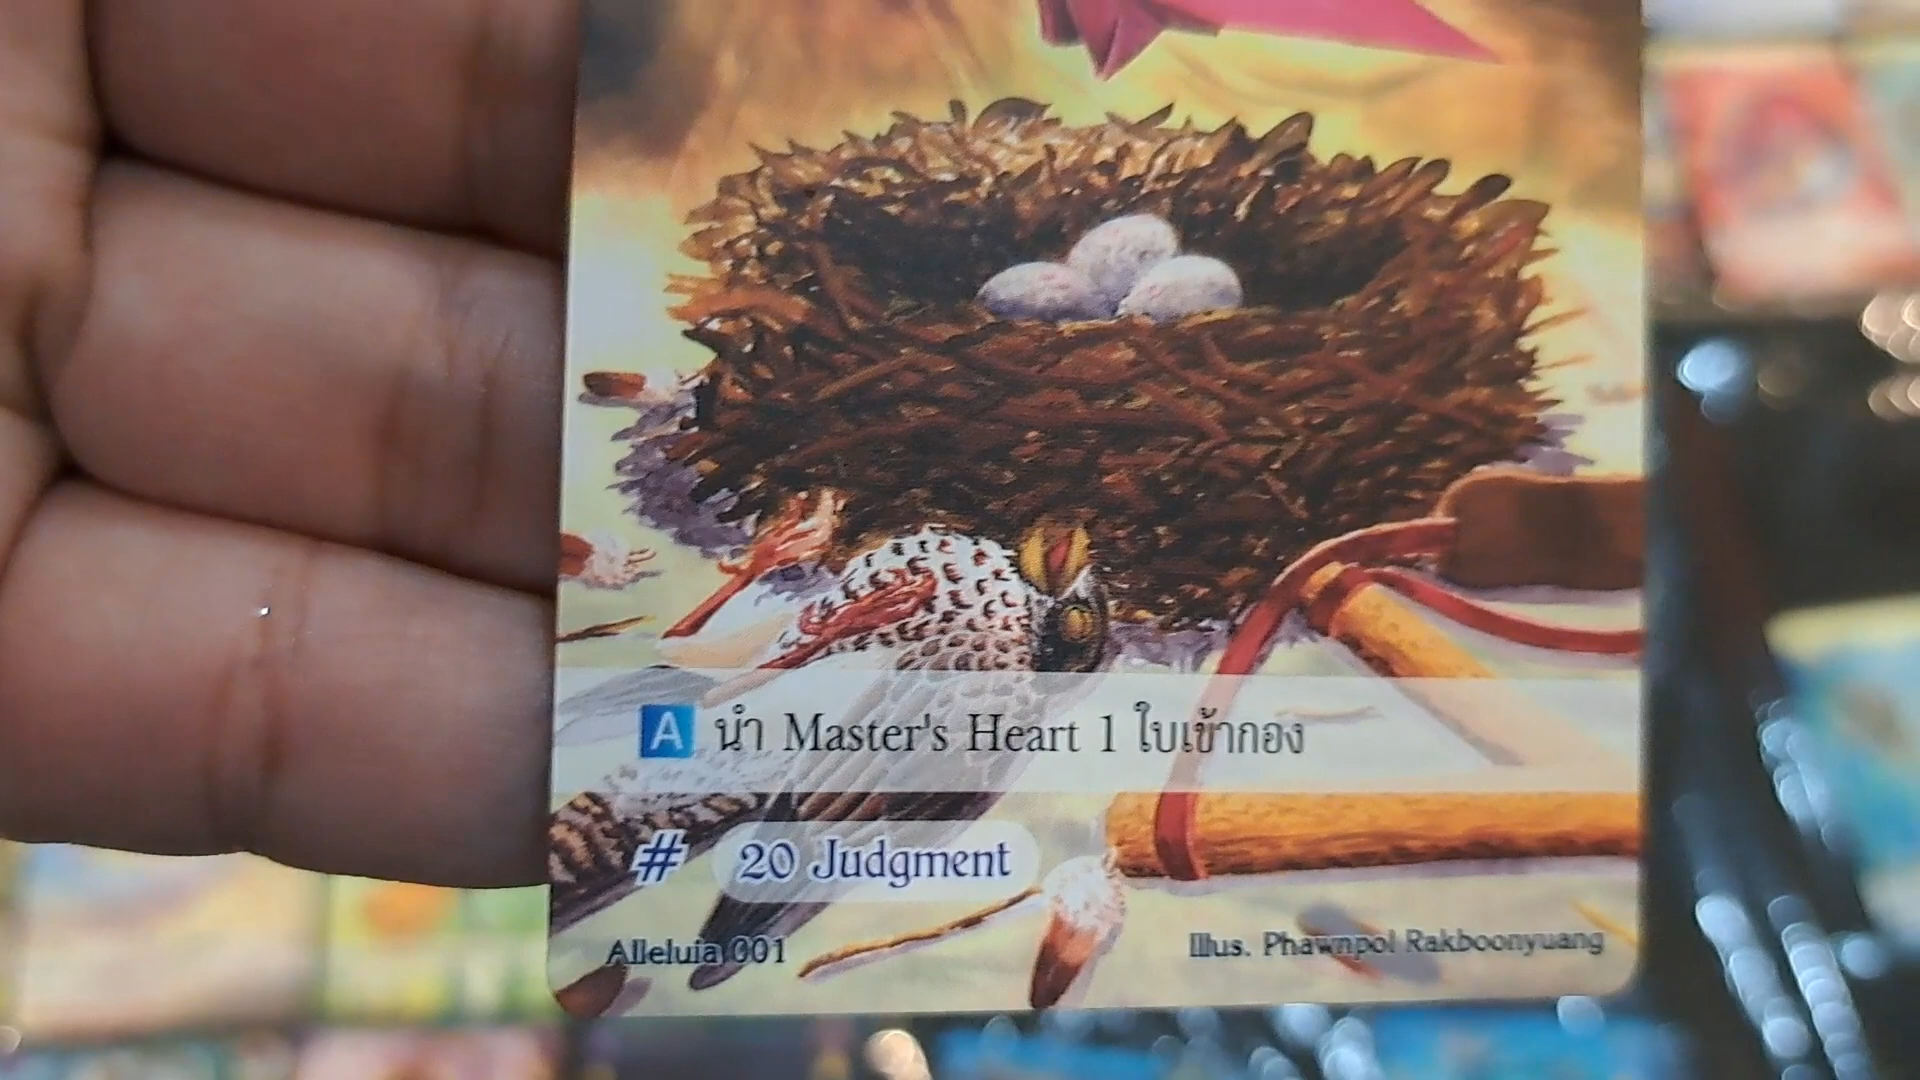 A นำ Master's Heart 1 ใบเข้ากอง
# 20 Judgment
Alleluia 001
Illus. Phawnpol Rakboonyuang